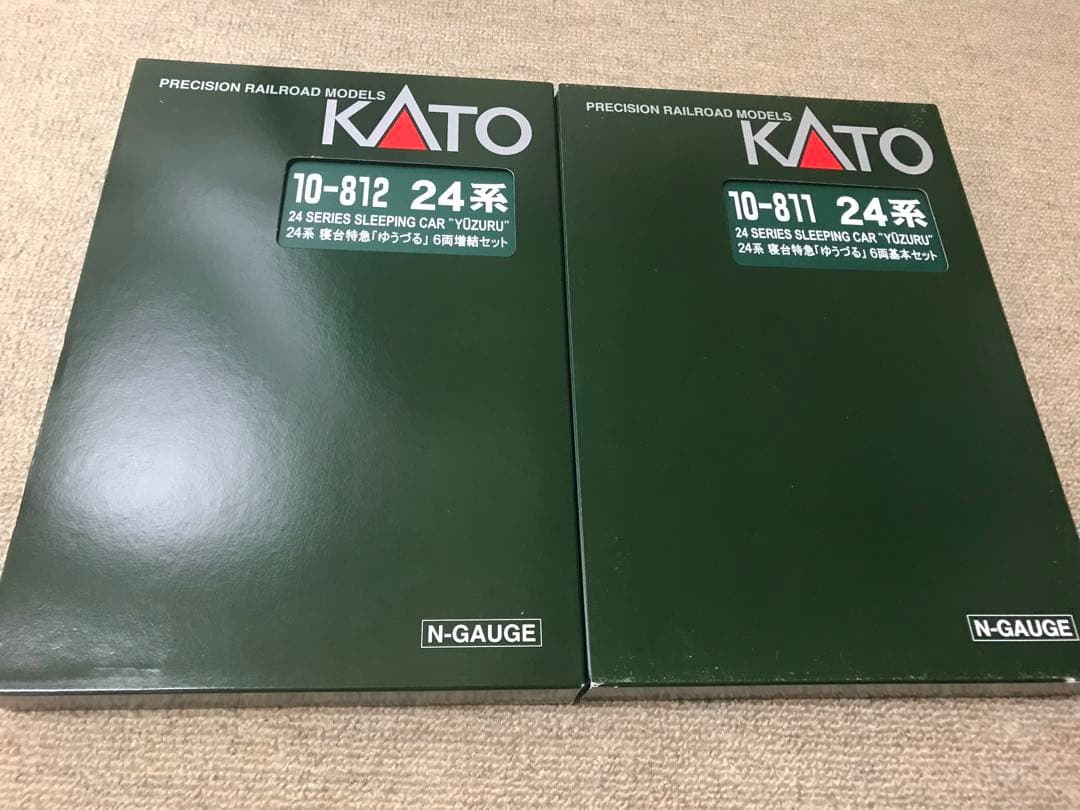 PRECISION RAILROAD MODELS
KATO
10-812 24系
24 SERIES SLEEPING CAR "YŪZURU"
24系 寝台特急「ゆうづる」6両増結セット
N-GAUGE
PRECISION RAILROAD MODELS
KATO
10-811 24系
24 SERIES SLEEPING CAR "YŪZURU"
24系 寝台特急「ゆうづる」6両基本セット
N-GAUGE